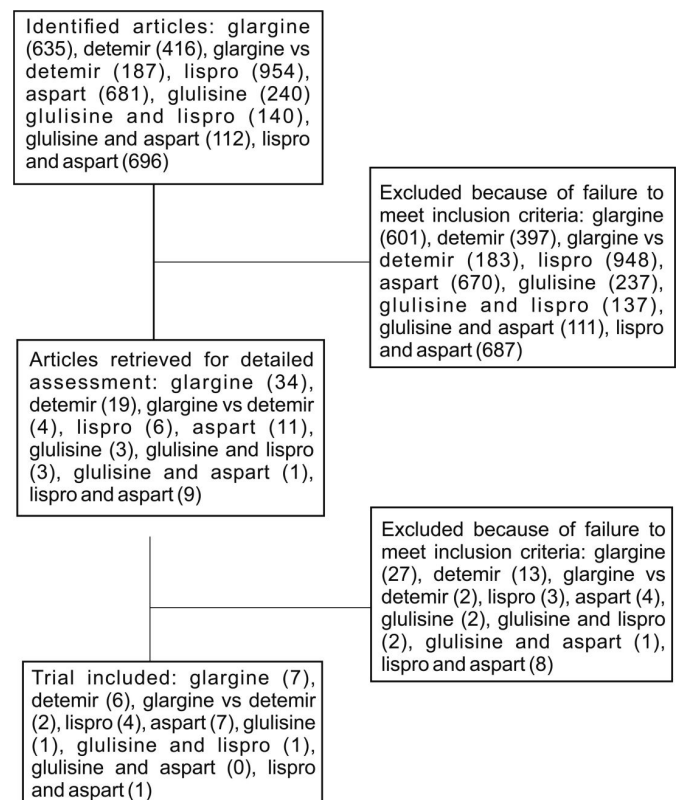 Identified articles: glargine
(635), detemir (416), glargine vs
detemir (187), lispro (954),
aspart (681), glulisine (240)
glulisine and lispro (140),
glulisine and aspart (112), lispro
and aspart (696)
Excluded because of failure to
meet inclusion criteria: glargine
(601), detemir (397), glargine vs
detemir (183), lispro (948),
aspart (670), glulisine (237),
glulisine and lispro (137),
glulisine and aspart (111), lispro
and aspart (687)
Articles retrieved for detailed
assessment: glargine (34),
detemir (19), glargine vs detemir
(4), lispro (6), aspart (11),
glulisine (3), glulisine and lispro
(3), glulisine and aspart (1),
lispro and aspart (9)
Excluded because of failure to
meet inclusion criteria: glargine
(27), detemir (13), glargine vs
detemir (2), lispro (3), aspart (4),
glulisine (2), glulisine and lispro
(2), glulisine and aspart (1),
lispro and aspart (8)
Trial included: glargine (7),
detemir (6), glargine vs detemir
(2), lispro (4), aspart (7), glulisine
(1), glulisine and lispro (1),
glulisine and aspart (0), lispro
and aspart (1)